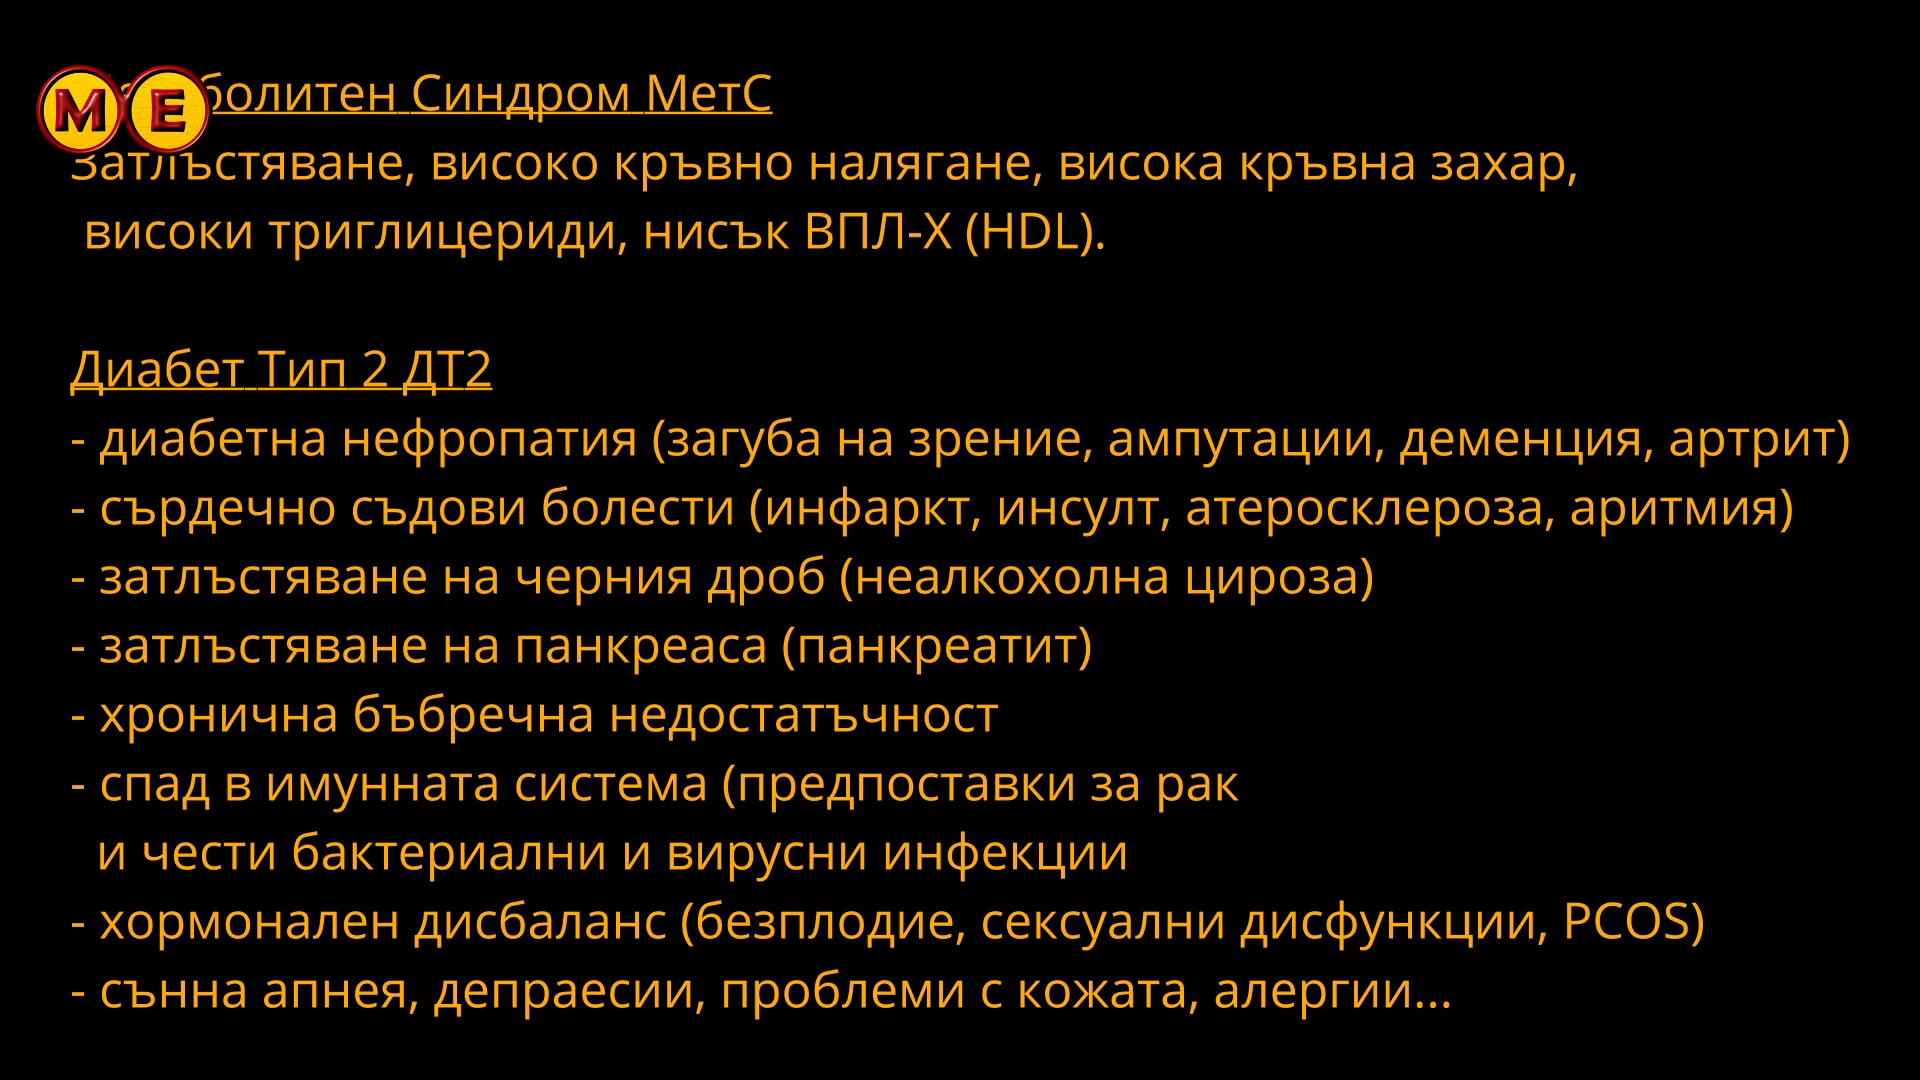 М Е
Синдром МетС
Затлъстяване, високо кръвно налягане, висока кръвна захар,
високи триглицериди, нисък ВПЛ-Х (HDL).
Диабет Тип 2 ДТ2
- диабетна нефропатия (загуба на зрение, ампутации, деменция, артрит)
- сърдечно съдови болести (инфаркт, инсулт, атеросклероза, аритмия)
- затлъстяване на черния дроб (неалкохолна цироза)
- затлъстяване на панкреаса (панкреатит)
- хронична бъбречна недостатъчност
- спад в имунната система (предпоставки за рак
и чести бактериални и вирусни инфекции
- хормонален дисбаланс (безплодие, сексуални дисфункции, PCOS)
- сънна апнея, депраесии, проблеми с кожата, алергии...